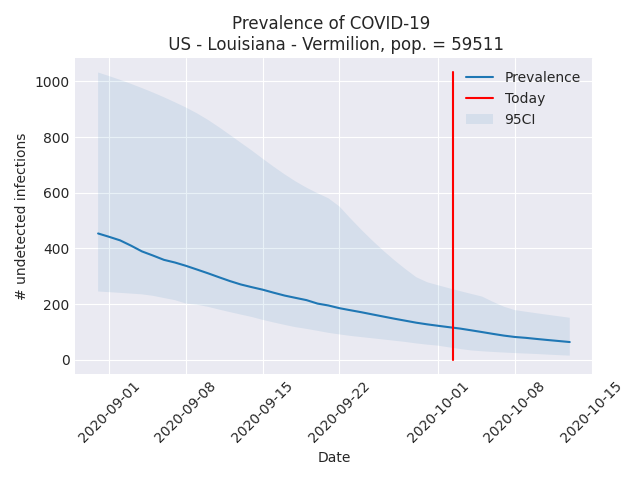 Prevalence of COVID-19
US - Louisiana - Vermilion, pop. = 59511
Prevalence
Today
95CI
# undetected infections
1000
800
600
400
200
0
2020-09-01
2020-09-08
2020-09-15
2020-09-22
2020-10-01
2020-10-08
2020-10-15
Date